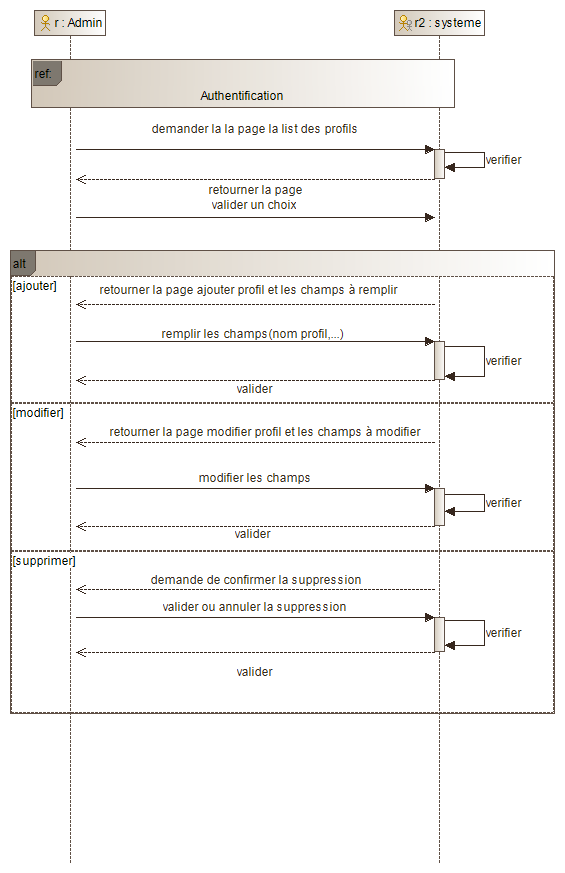 r : Admin
r2 : systeme
ref:
Authentification
demander la la page la list des profils
verifier
retourner la page
valider un choix
alt
[ajouter]
retourner la page ajouter profil et les champs à remplir
remplir les champs(nom profil,...)
verifier
valider
[modifier]
retourner la page modifier profil et les champs à modifier
modifier les champs
verifier
valider
[supprimer]
demande de confirmer la suppression
valider ou annuler la suppression
verifier
valider